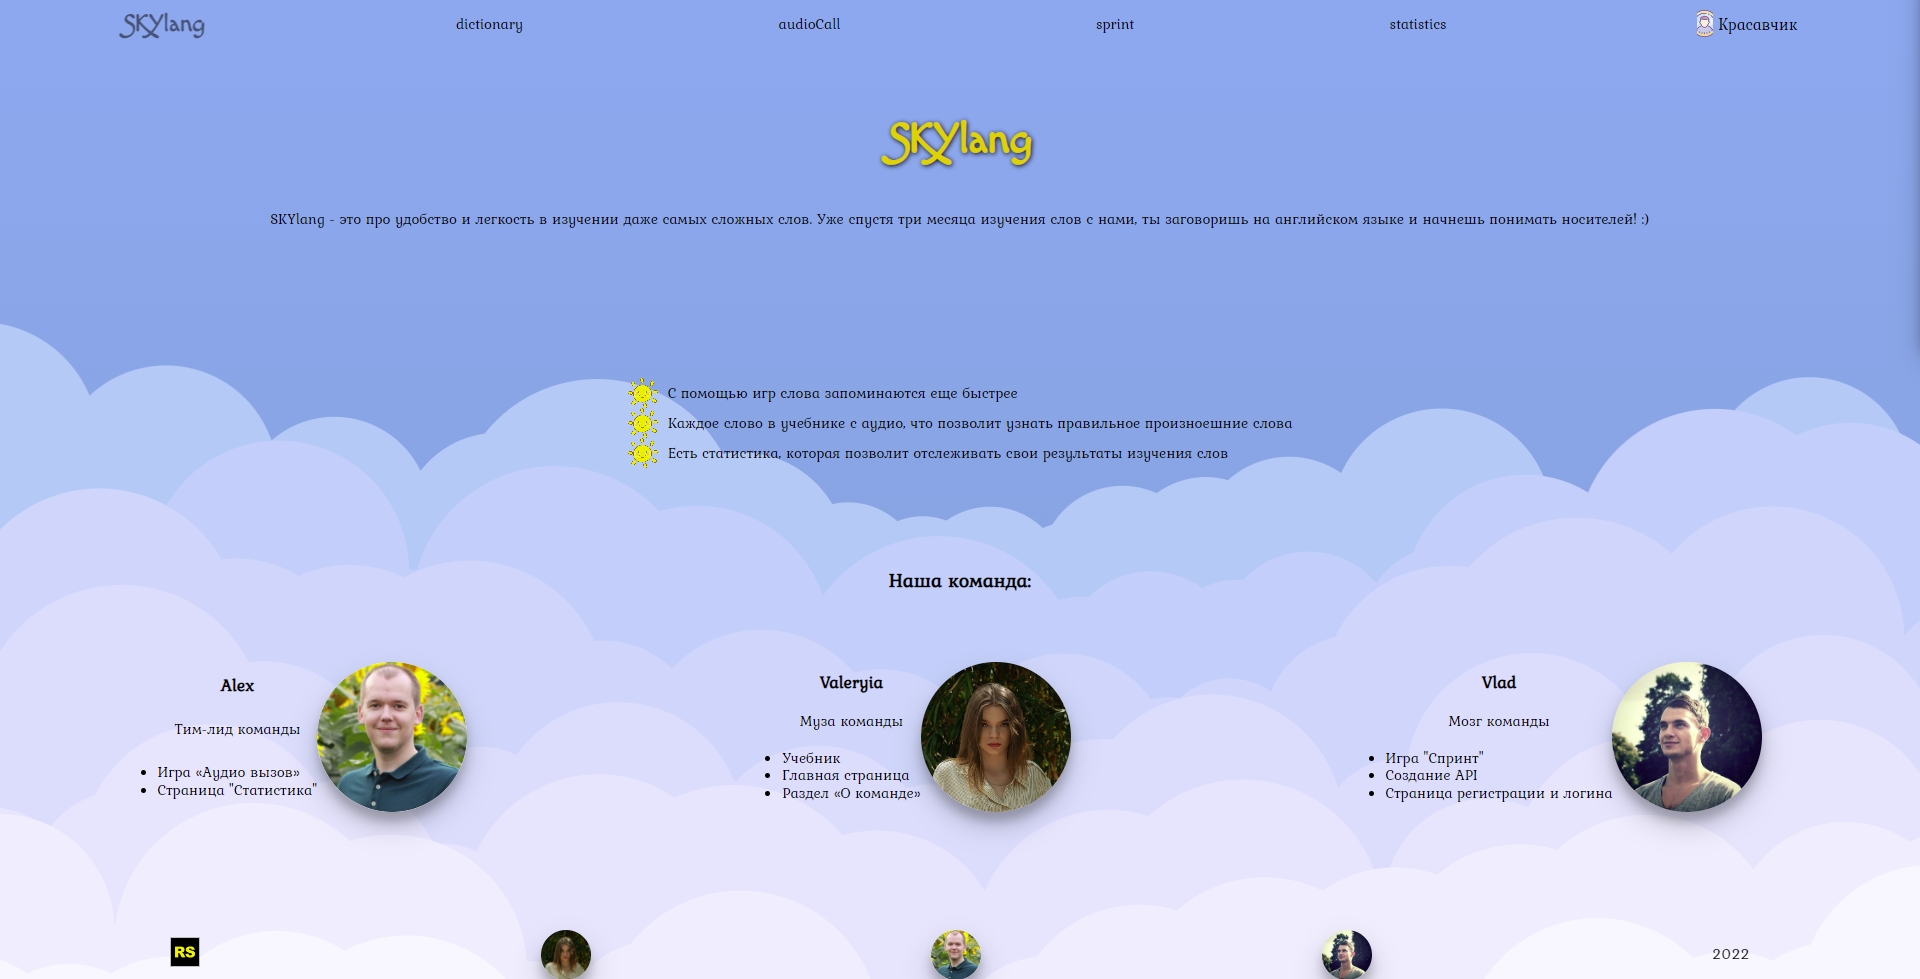 SKYlang
dictionary
audioCall
sprint
statistics
Красавчик
SKYlang
SKYlang - это про удобство и легкость в изучении даже самых сложных слов. Уже спустя три месяца изучения слов с нами, ты заговоришь на английском языке и начнешь понимать носителей! :)
С помощью игр слова запоминаются еще быстрее
Каждое слово в учебнике с аудио, что позволит узнать правильное произноешние слова
Есть статистика, которая позволит отслеживать свои результаты изучения слов
Наша команда:
Alex
Тим-лид команды
Игра «Аудио вызов»
Страница "Статистика"
Valeryia
Муза команды
Учебник
Главная страница
Раздел «О команде»
Vlad
Мозг команды
Игра "Спринт"
Создание API
Страница регистрации и логина
RS
2022